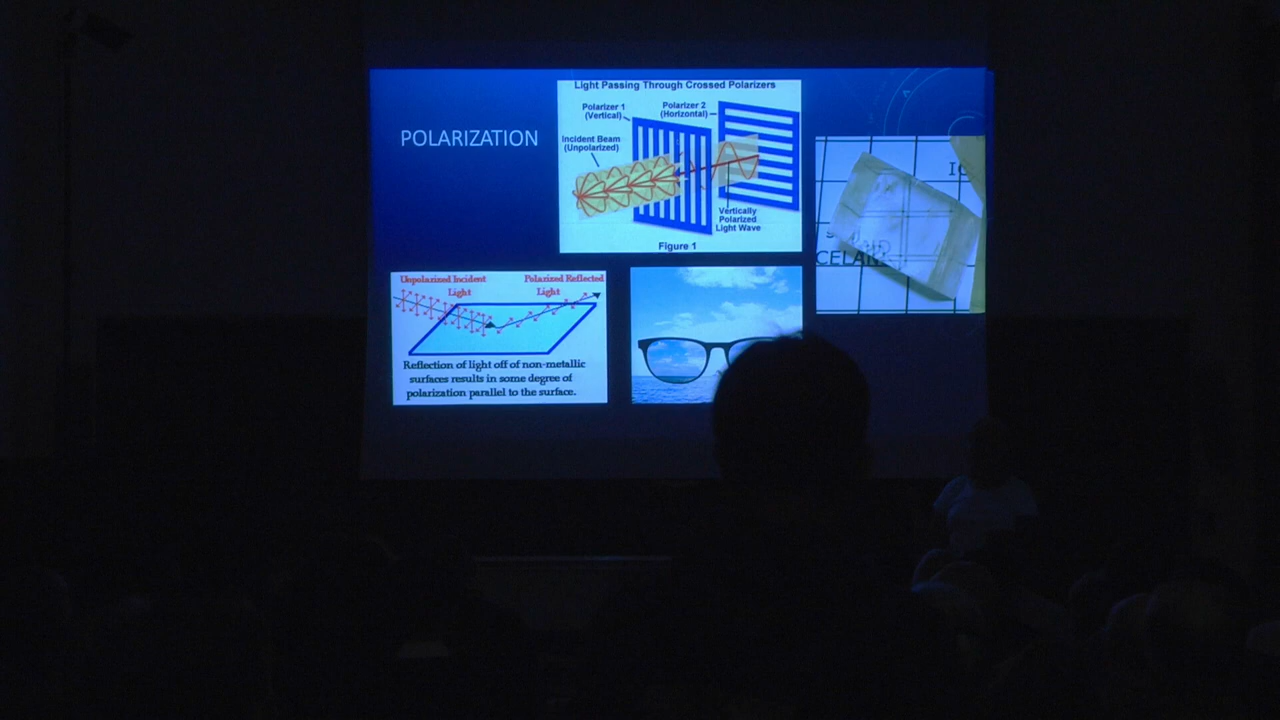 POLARIZATION
Light Passing Through Crossed Polarizers
Polarizer 1
(Vertical)
Polarizer 2
(Horizontal)
Incident Beam
(Unpolarized)
Vertically
Polarized
Light Wave
Figure 1
Unpolarized Incident
Light
Polarized Reflected
Light
Reflection of light off of non-metallic
surfaces results in some degree of
polarization parallel to the surface.